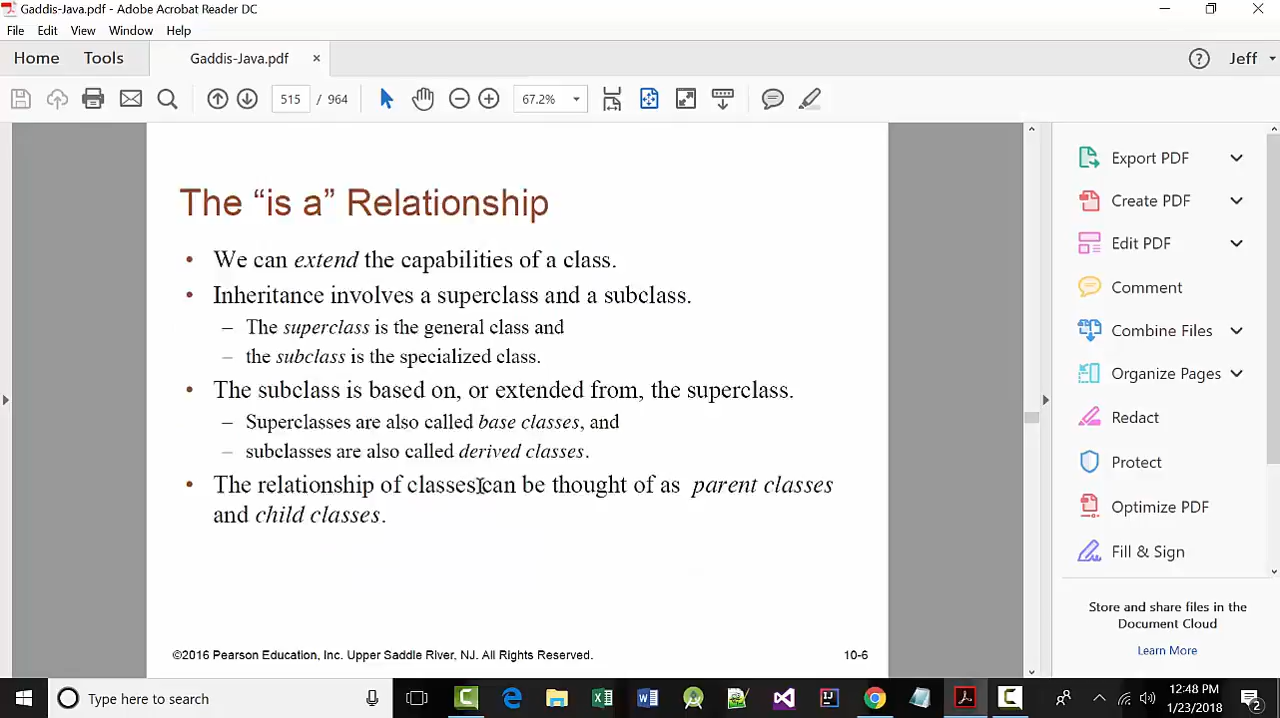 Gaddis-Java.pdf - Adobe Acrobat Reader DC
File Edit View Window Help
Home Tools Gaddis-Java.pdf × Jeff
515 / 964 67.2%
The “is a” Relationship
• We can extend the capabilities of a class.
• Inheritance involves a superclass and a subclass.
– The superclass is the general class and
– the subclass is the specialized class.
• The subclass is based on, or extended from, the superclass.
– Superclasses are also called base classes, and
– subclasses are also called derived classes.
• The relationship of classes can be thought of as parent classes
and child classes.
©2016 Pearson Education, Inc. Upper Saddle River, NJ. All Rights Reserved. 10-6
Export PDF
Create PDF
Edit PDF
Comment
Combine Files
Organize Pages
Redact
Protect
Optimize PDF
Fill & Sign
Store and share files in the
Document Cloud
Learn More
Type here to search
12:48 PM
1/23/2018
2